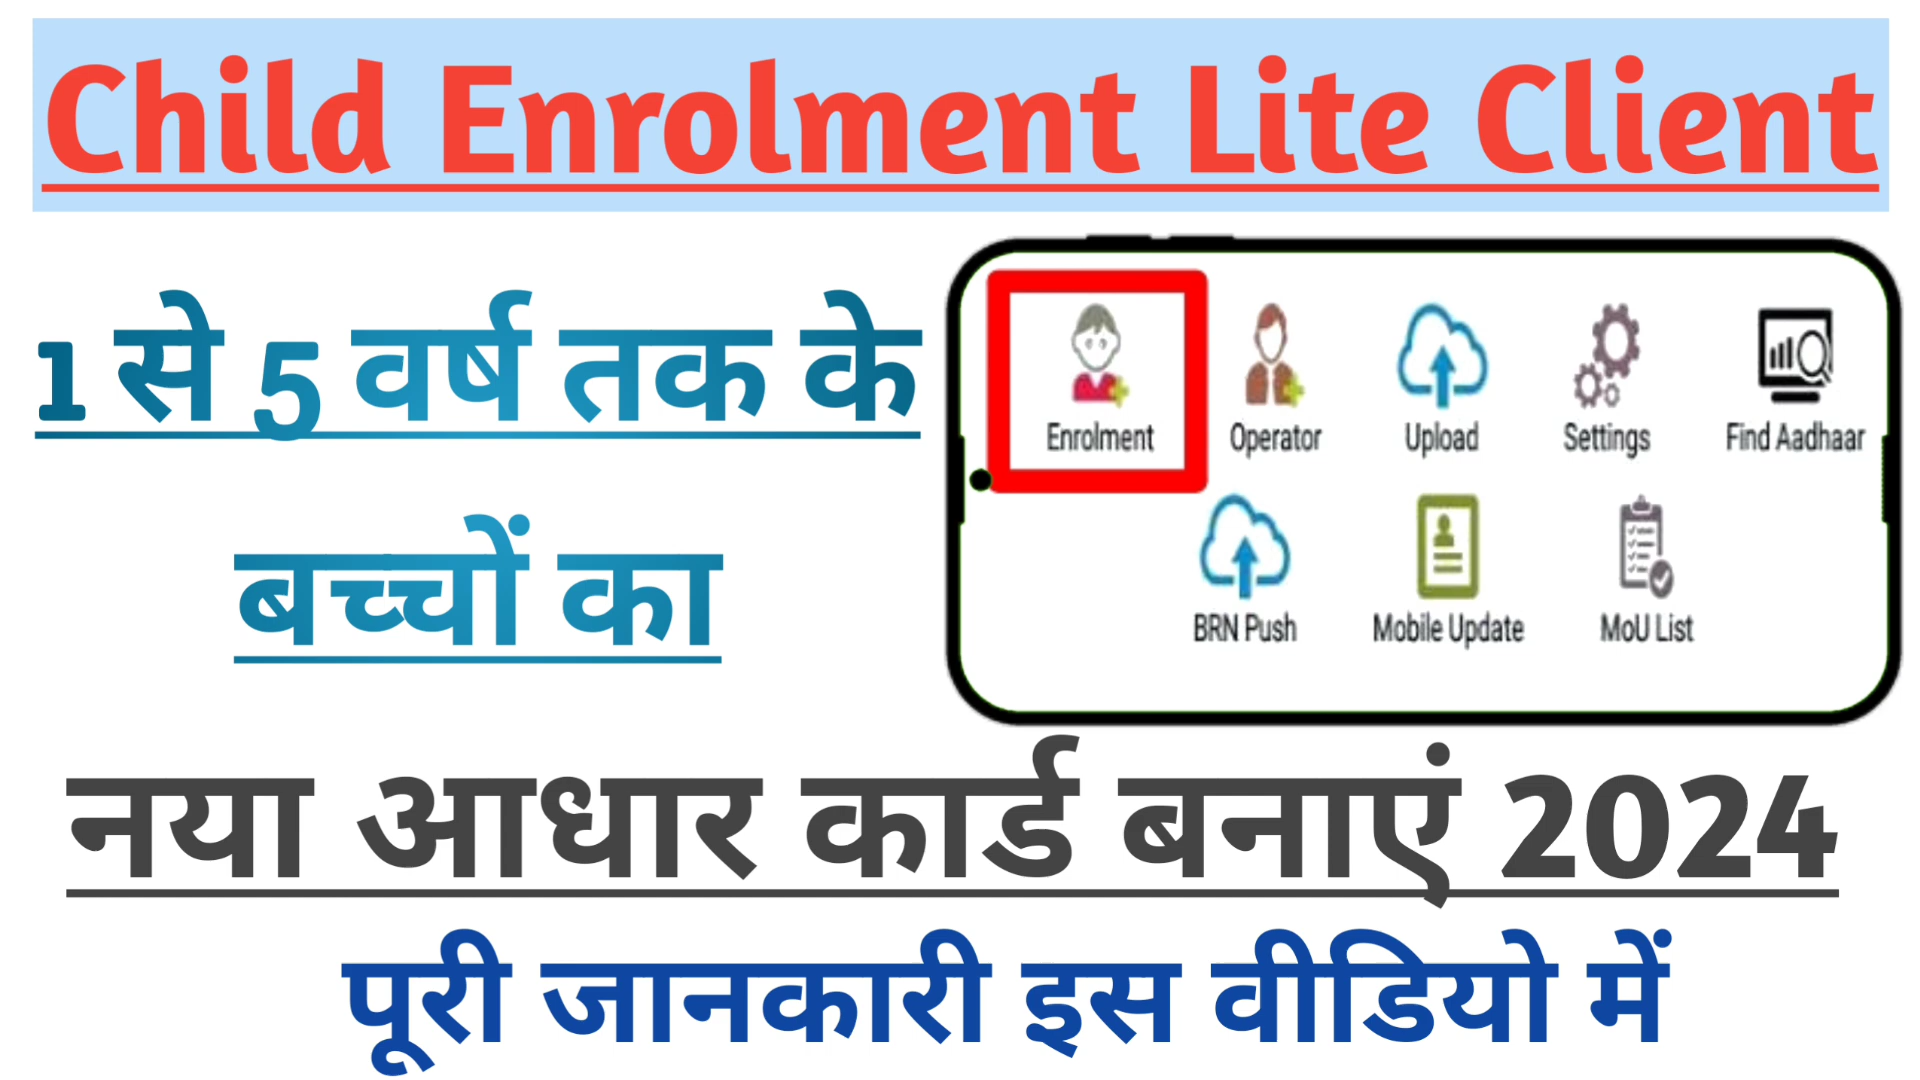 Child Enrolment Lite Client
1 से 5 वर्ष तक के
बच्चों का
Enrolment Operator Upload Settings Find Aadhaar
BRN Push Mobile Update MoU List
नया आधार कार्ड बनाएं 2024
पूरी जानकारी इस वीडियो में